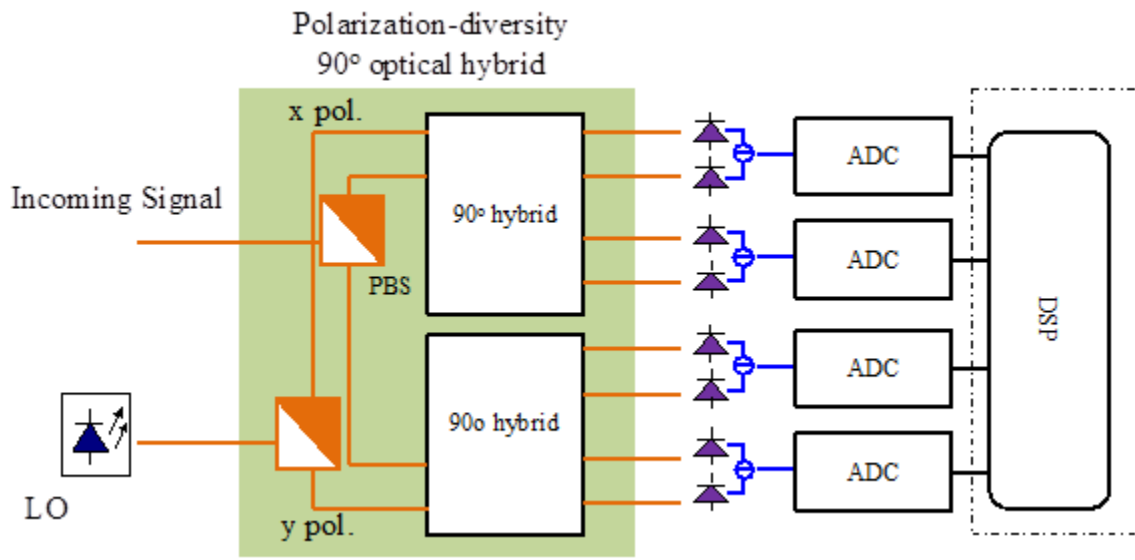 Polarization-diversity
90° optical hybrid
x pol.
Incoming Signal
PBS
90° hybrid
90o hybrid
LO
y pol.
ADC
ADC
ADC
ADC
DSP